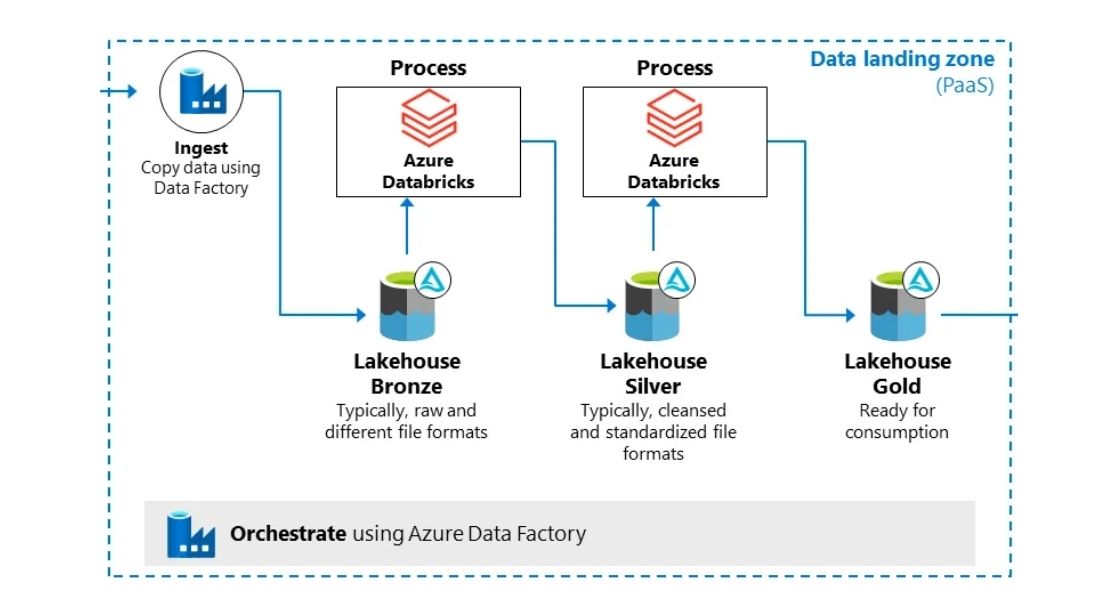 Data landing zone
(PaaS)
Process
Process
Ingest
Copy data using
Data Factory
Azure
Databricks
Azure
Databricks
Lakehouse
Bronze
Typically, raw and
different file formats
Lakehouse
Silver
Typically, cleansed
and standardized file
formats
Lakehouse
Gold
Ready for
consumption
Orchestrate using Azure Data Factory